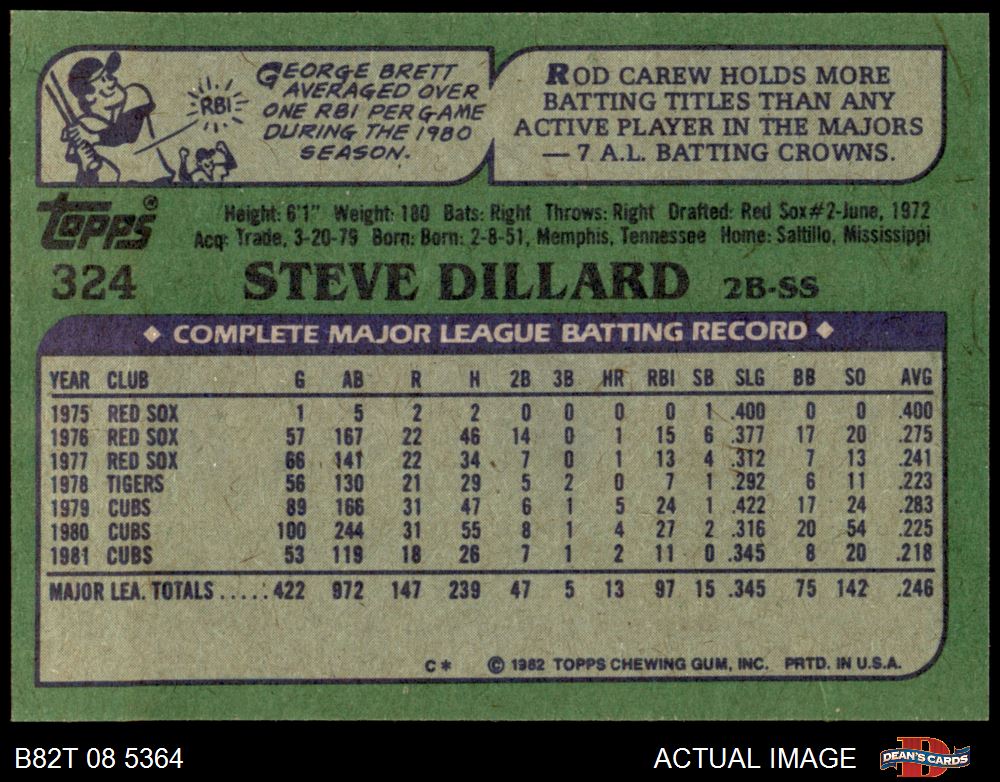 GEORGE BRETT
AVERAGED OVER
ONE RBI PER GAME
DURING THE 1980
SEASON.
RBI
ROD CAREW HOLDS MORE
BATTING TITLES THAN ANY
ACTIVE PLAYER IN THE MAJORS
— 7 A.L. BATTING CROWNS.
Topps®
Height: 6'1" Weight: 180 Bats: Right Throws: Right Drafted: Red Sox #2-June, 1972
Acq: Trade, 3-20-79 Born: Born: 2-8-51, Memphis, Tennessee Home: Saltillo, Mississippi
324 STEVE DILLARD 2B-SS
◆ COMPLETE MAJOR LEAGUE BATTING RECORD ◆
YEAR CLUB G AB R H 2B 3B HR RBI SB SLG BB SO AVG
1975 RED SOX 1 5 2 2 0 0 0 0 1 .400 0 0 .400
1976 RED SOX 57 167 22 46 14 0 1 15 6 .377 17 20 .275
1977 RED SOX 66 141 22 34 7 0 1 13 4 .312 7 13 .241
1978 TIGERS 56 130 21 29 5 2 0 7 1 .292 6 11 .223
1979 CUBS 89 166 31 47 6 1 5 24 1 .422 17 24 .283
1980 CUBS 100 244 31 55 8 1 4 27 2 .316 20 54 .225
1981 CUBS 53 119 18 26 7 1 2 11 0 .345 8 20 .218
MAJOR LEA. TOTALS ..... 422 972 147 239 47 5 13 97 15 .345 75 142 .246
C* © 1982 TOPPS CHEWING GUM, INC. PRTD. IN U.S.A.
B82T 08 5364 ACTUAL IMAGE DEAN'S CARDS